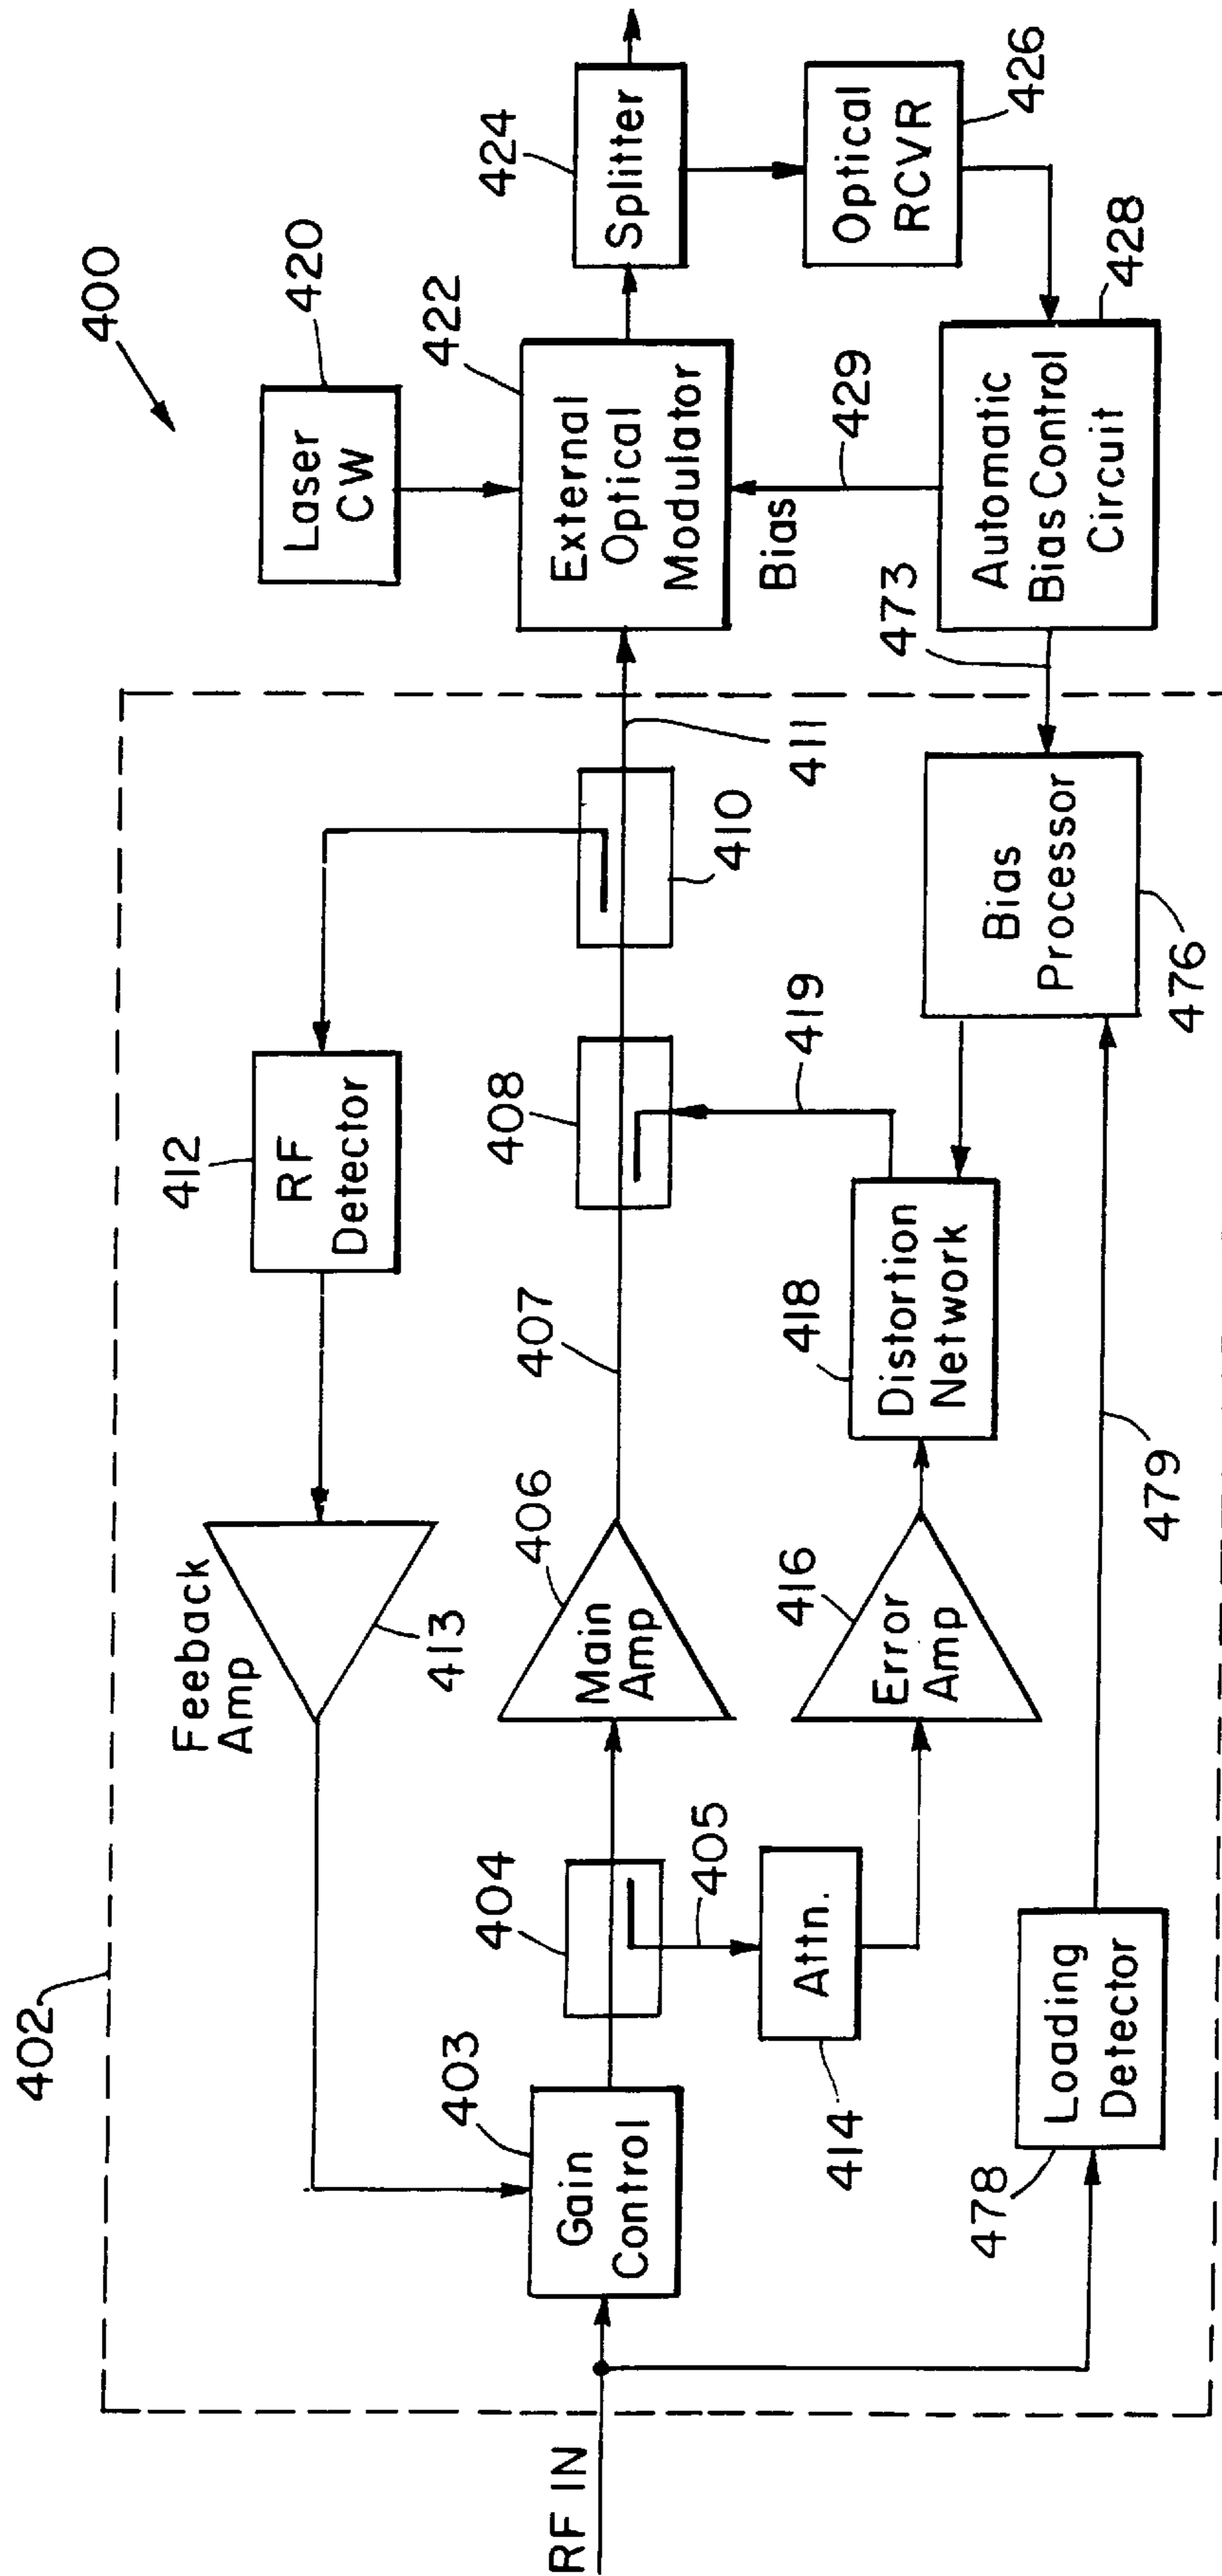 400
402
Laser
CW
420
424
Splitter
422
External
Optical
Modulator
Bias
429
Optical
RCVR
426
Automatic
Bias Control
Circuit
428
473
411
410
412
RF
Detector
408
419
Bias
Processor
476
407
418
Distortion
Network
479
Feeback
Amp
413
406
Main
Amp
416
Error
Amp
404
405
Attn.
414
403
Gain
Control
478
Loading
Detector
RF IN